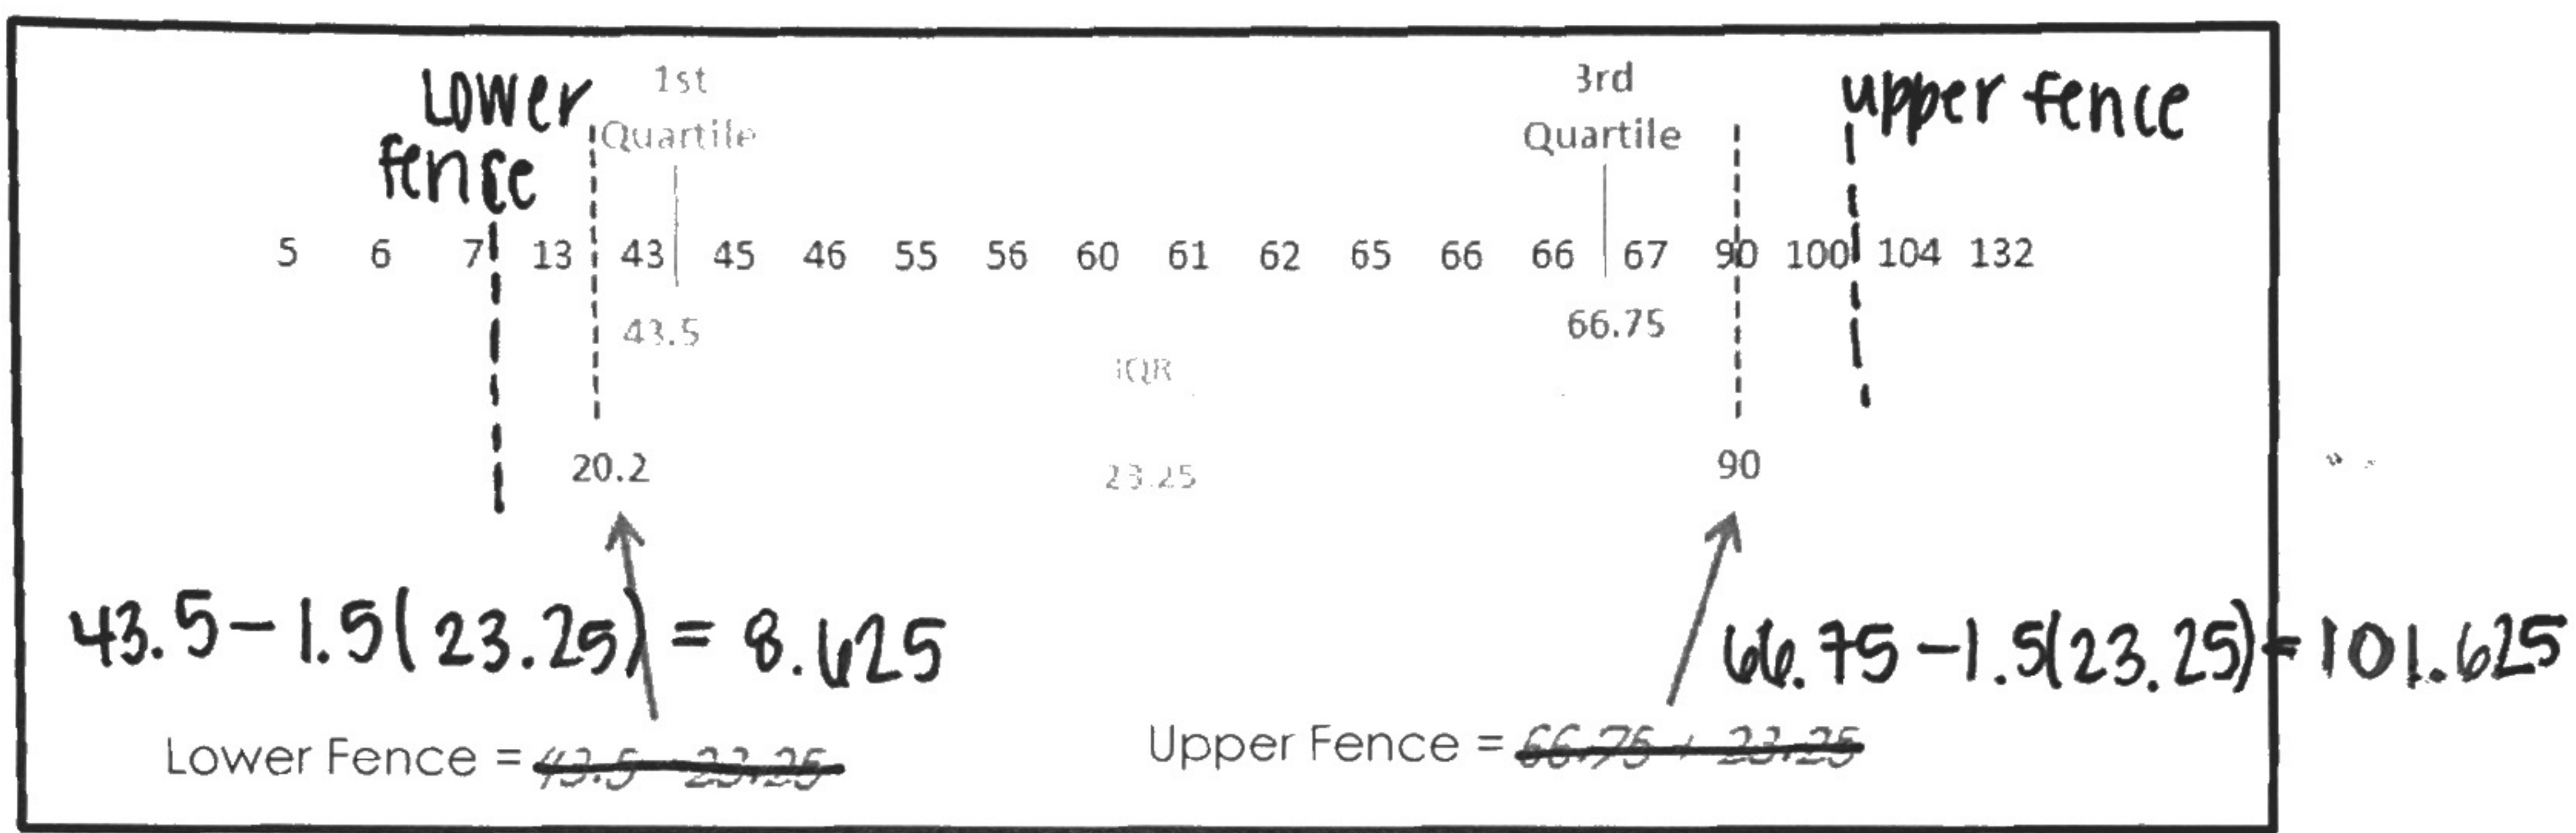 Lower
fence
1st
Quartile
3rd
Quartile
upper fence
5 6 7 13 43 45 46 55 56 60 61 62 65 66 66 67 90 100 104 132
43.5
66.75
IQR
20.2
23.25
90
43.5-1.5(23.25) = 8.625
66.75-1.5(23.25)=101.625
Lower Fence = 43.5 - 23.25
Upper Fence = 66.75 + 23.25